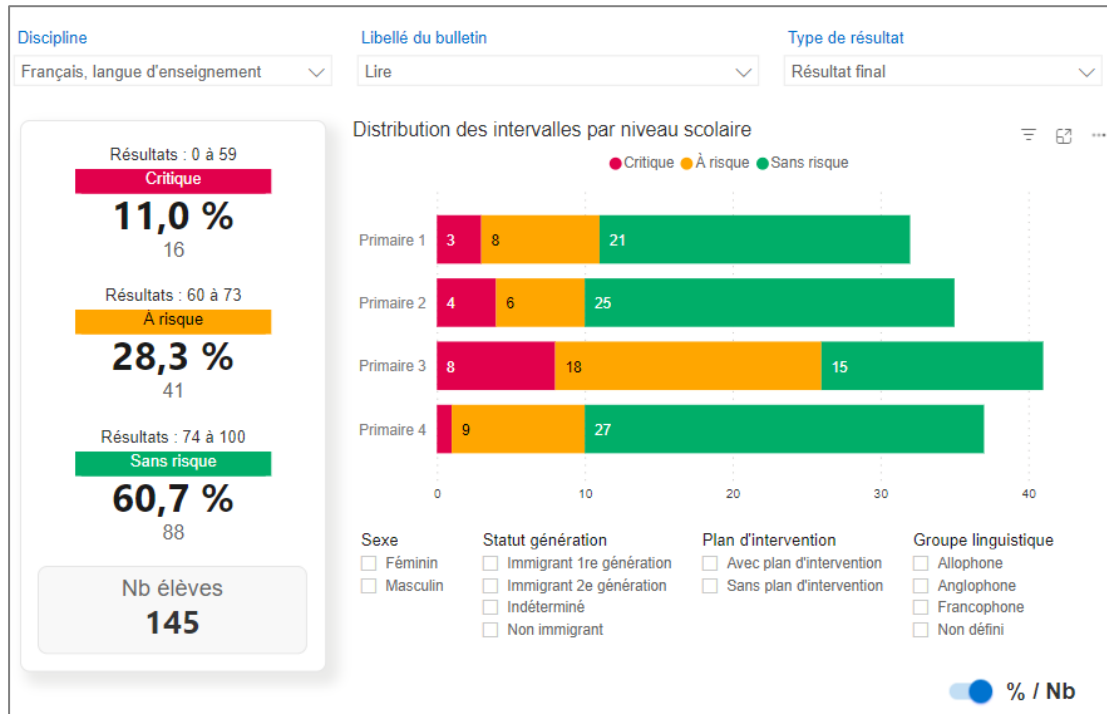 Discipline
Libellé du bulletin
Type de résultat
Français, langue d'enseignement
Lire
Résultat final
Résultats : 0 à 59
Critique
11,0 %
16
Résultats : 60 à 73
À risque
28,3 %
41
Résultats : 74 à 100
Sans risque
60,7 %
88
Nb élèves
145
Distribution des intervalles par niveau scolaire
Critique À risque Sans risque
Primaire 1 3 8 21
Primaire 2 4 6 25
Primaire 3 8 18 15
Primaire 4 9 27
0 10 20 30 40
Sexe
Féminin
Masculin
Statut génération
Immigrant 1re génération
Immigrant 2e génération
Indéterminé
Non immigrant
Plan d'intervention
Avec plan d'intervention
Sans plan d'intervention
Groupe linguistique
Allophone
Anglophone
Francophone
Non défini
% / Nb